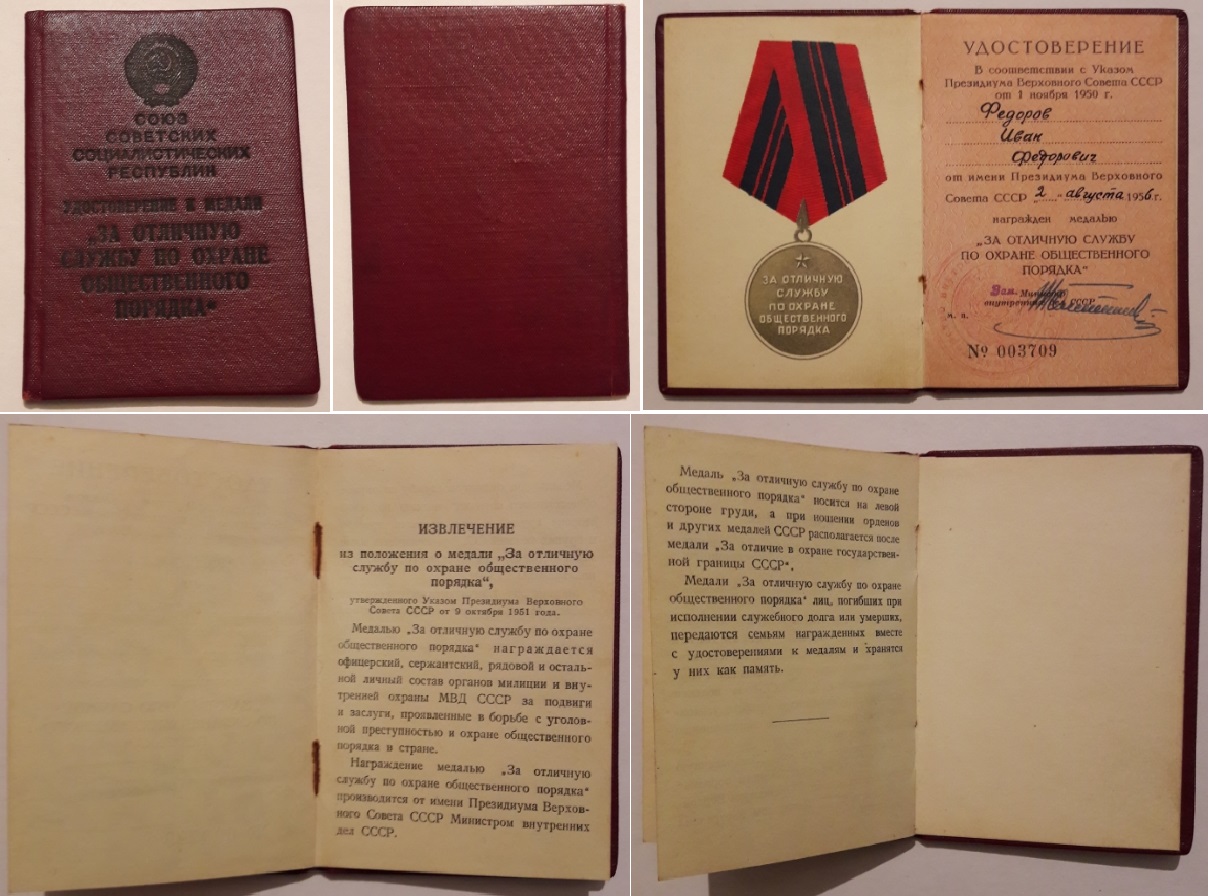 СОЮЗ
СОВЕТСКИХ
СОЦИАЛИСТИЧЕСКИХ
РЕСПУБЛИК
УДОСТОВЕРЕНИЕ К МЕДАЛИ
„ЗА ОТЛИЧНУЮ
СЛУЖБУ ПО ОХРАНЕ
ОБЩЕСТВЕННОГО
ПОРЯДКА“
ЗА ОТЛИЧНУЮ
СЛУЖБУ
ПО ОХРАНЕ
ОБЩЕСТВЕННОГО
ПОРЯДКА
УДОСТОВЕРЕНИЕ
В соответствии с Указом
Президиума Верховного Совета СССР
от 1 ноября 1950 г.
Федоров
Иван
Федорович
от имени Президиума Верховного
Совета СССР 2 „ августа 1956 г.
награжден медалью
„ЗА ОТЛИЧНУЮ СЛУЖБУ
ПО ОХРАНЕ ОБЩЕСТВЕННОГО
ПОРЯДКА“
Зам. Министр
внутренних дел СССР
м. п.
№ 003709
ИЗВЛЕЧЕНИЕ
из положения о медали „За отличную
службу по охране общественного
порядка“,
утвержденного Указом Президиума Верховного
Совета СССР от 9 октября 1951 года.
Медалью „За отличную службу по охране
общественного порядка“ награждается
офицерский, сержантский, рядовой и осталь-
ной личный состав органов милиции и вну-
тренней охраны МВД СССР за подвиги
и заслуги, проявленные в борьбе с уголов-
ной преступностью и охране общественного
порядка в стране.
Награждение медалью „За отличную
службу по охране общественного порядка“
производится от имени Президиума Верхов-
ного Совета СССР Министром внутренних
дел СССР.
Медаль „За отличную службу по охране
общественного порядка“ носится на левой
стороне груди, а при ношении орденов
и других медалей СССР располагается после
медали „За отличие в охране государствен-
ной границы СССР“.
Медали „За отличную службу по охране
общественного порядка“ лиц, погибших при
исполнении служебного долга или умерших,
передаются семьям награжденных вместе
с удостоверениями к медалям и хранятся
у них как память.